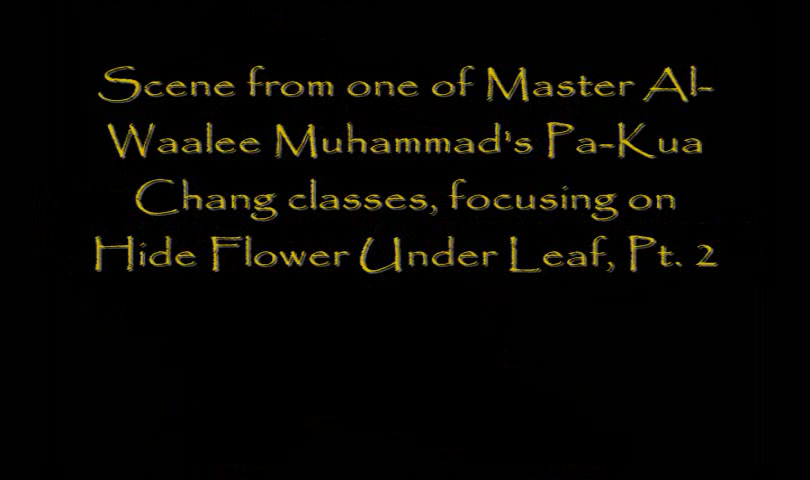 Scene from one of Master Al-
Waalee Muhammad's Pa-Kua
Chang classes, focusing on
Hide Flower Under Leaf, Pt. 2